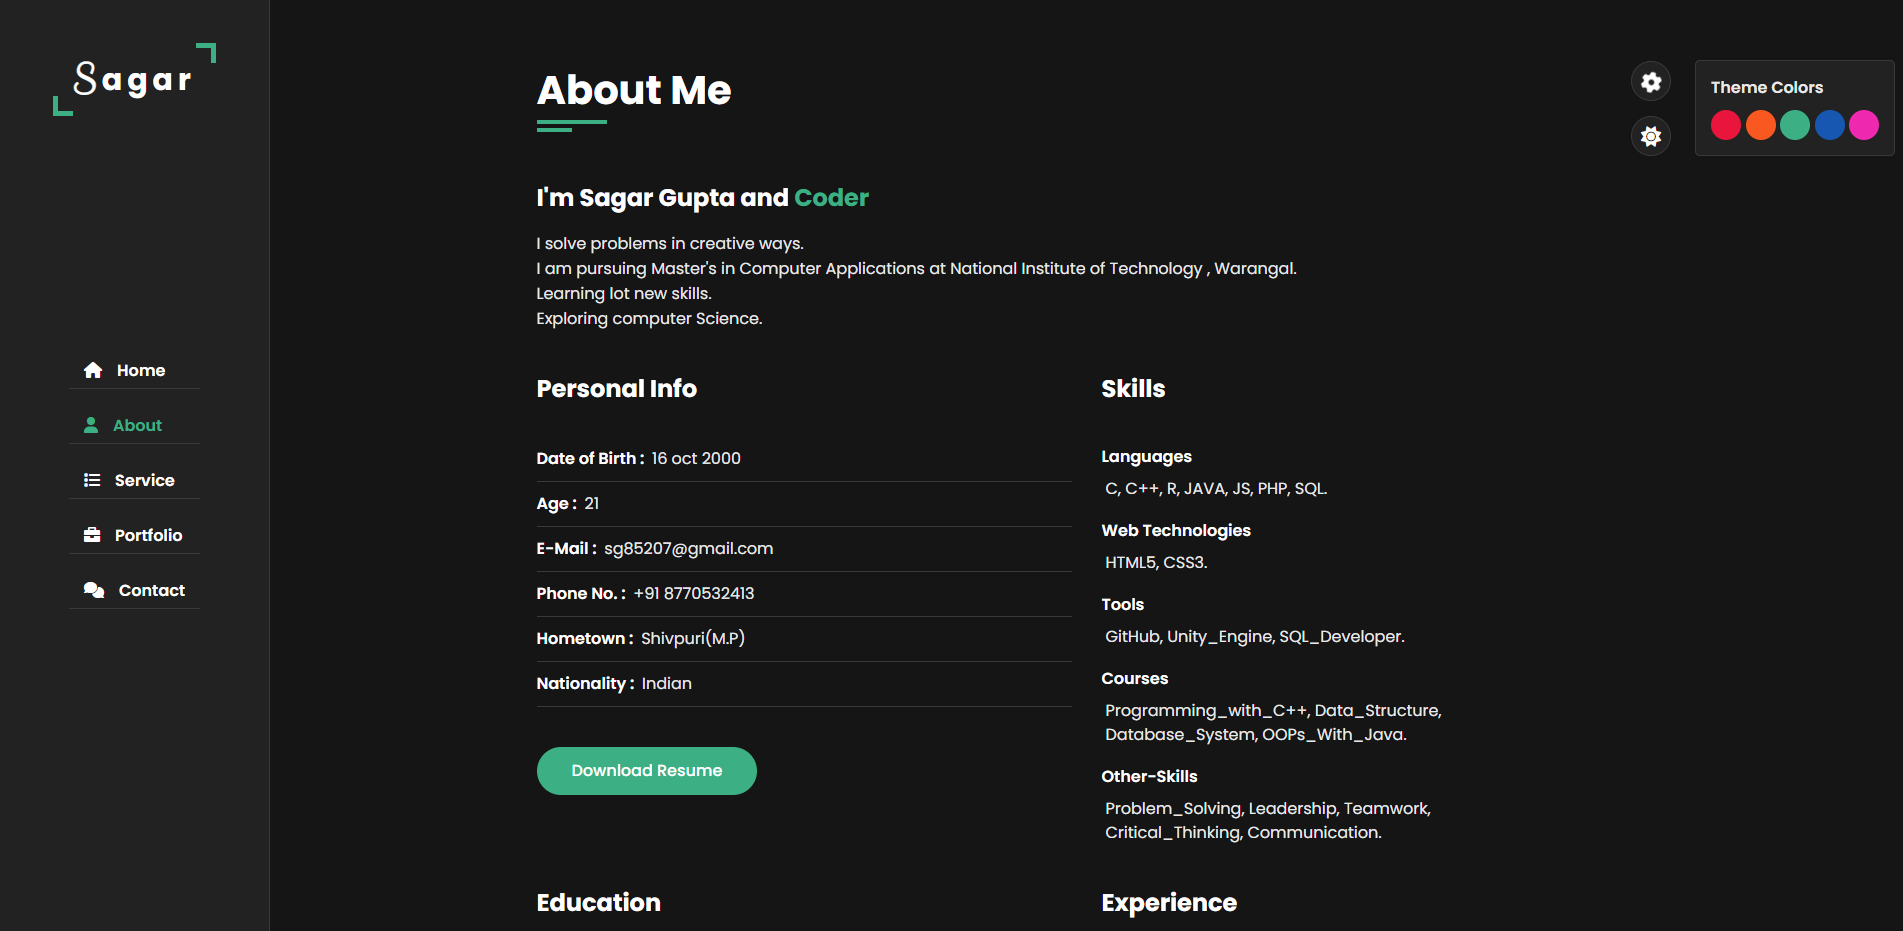 Sagar
Home
About
Service
Portfolio
Contact
About Me
I'm Sagar Gupta and Coder
I solve problems in creative ways.
I am pursuing Master's in Computer Applications at National Institute of Technology , Warangal.
Learning lot new skills.
Exploring computer Science.
Personal Info
Date of Birth : 16 oct 2000
Age : 21
E-Mail : sg85207@gmail.com
Phone No. : +91 8770532413
Hometown : Shivpuri(M.P)
Nationality : Indian
Download Resume
Skills
Languages
C, C++, R, JAVA, JS, PHP, SQL.
Web Technologies
HTML5, CSS3.
Tools
GitHub, Unity_Engine, SQL_Developer.
Courses
Programming_with_C++, Data_Structure,
Database_System, OOPs_With_Java.
Other-Skills
Problem_Solving, Leadership, Teamwork,
Critical_Thinking, Communication.
Education
Experience
Theme Colors